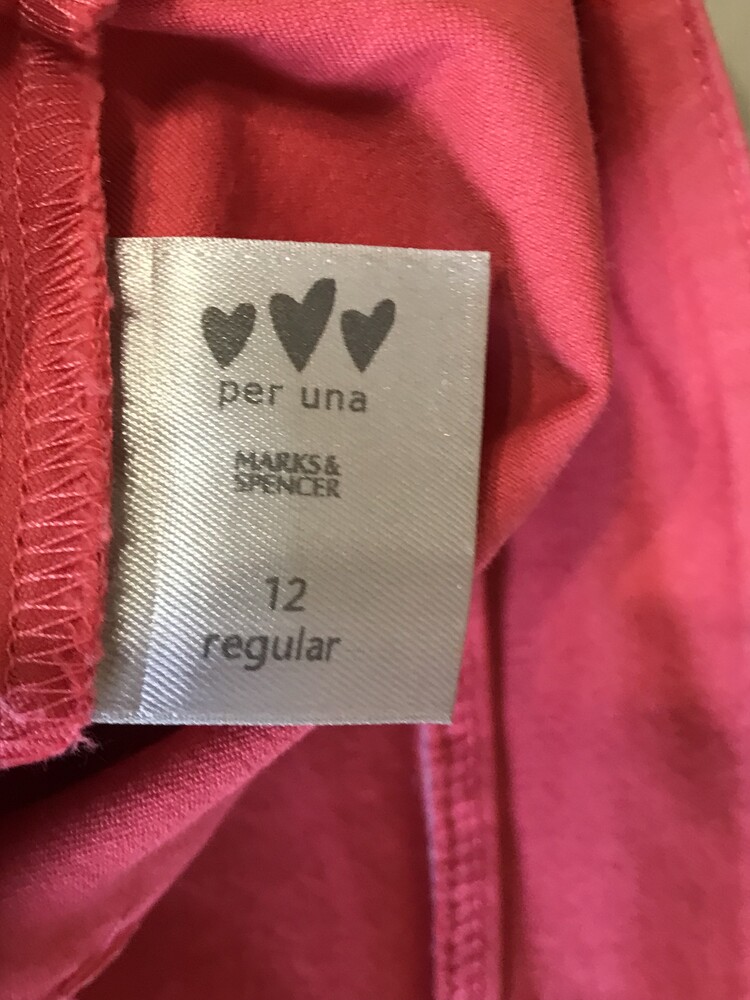 per una
MARKS &
SPENCER
12
regular